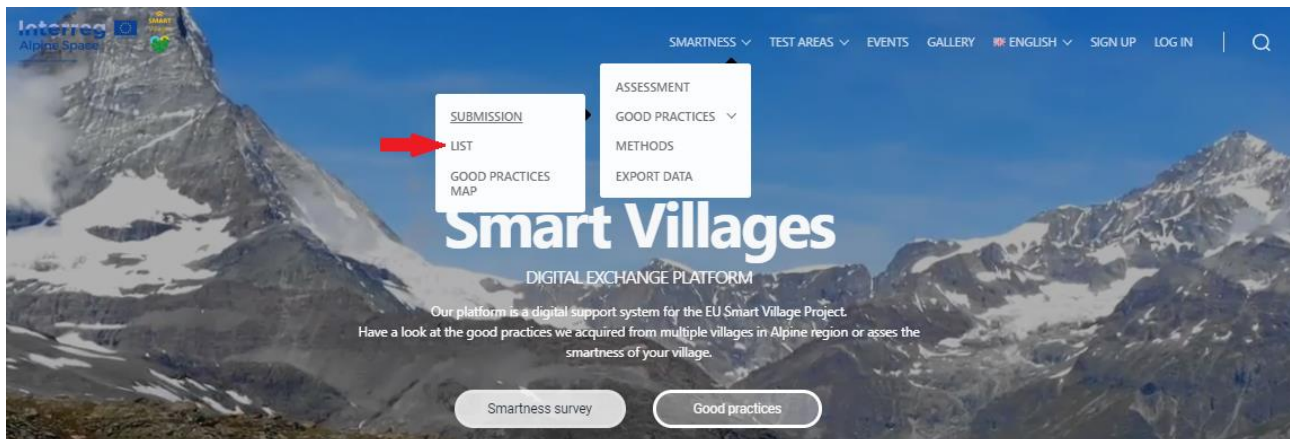 Interreg
Alpine Space
SMART
SMARTNESS TEST AREAS EVENTS GALLERY ENGLISH SIGN UP LOG IN
ASSESSMENT
GOOD PRACTICES
METHODS
EXPORT DATA
SUBMISSION
LIST
GOOD PRACTICES
MAP
Smart Villages
DIGITAL EXCHANGE PLATFORM
Our platform is a digital support system for the EU Smart Village Project.
Have a look at the good practices we acquired from multiple villages in Alpine region or asses the
smartness of your village.
Smartness survey
Good practices